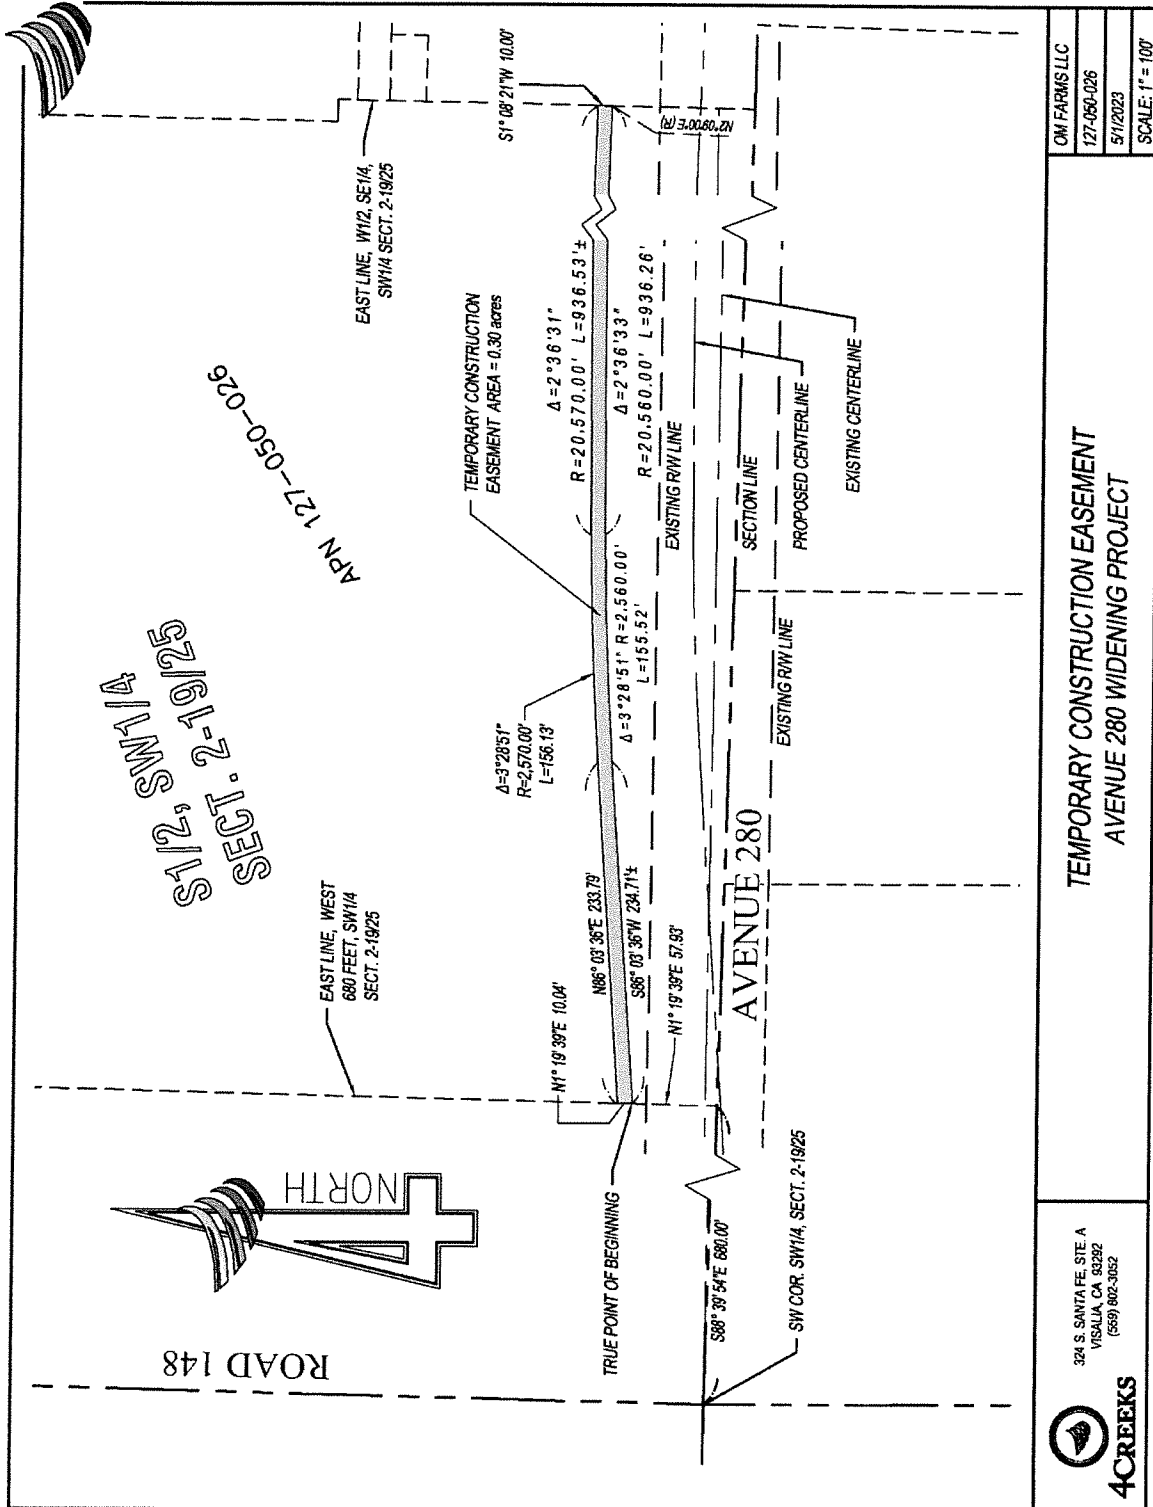 ROAD 148
NORTH
S1/2, SW1/4
SECT. 2-19/25
APN 127-050-026
EAST LINE, WEST
680 FEET, SW1/4
SECT. 2-19/25
EAST LINE, W1/2, SE1/4,
SW1/4 SECT. 2-19/25
TEMPORARY CONSTRUCTION
EASEMENT AREA = 0.30 acres
S1° 08' 21"W 10.00'
N2°09'00"E (R)
Δ=3°28'51"
R=2,570.00'
L=156.13'
Δ=2°36'31"
R=20,570.00' L=936.53'±
N1° 19' 39"E 10.04'
N86° 03' 36"E 233.79'
S86° 03' 36"W 234.71'±
Δ=3°28'51" R=2,560.00'
L=155.52'
Δ=2°36'33"
R=20,560.00' L=936.26'
TRUE POINT OF BEGINNING
N1° 19' 39"E 57.93'
EXISTING R/W LINE
S88° 39' 54"E 680.00'
AVENUE 280
SECTION LINE
EXISTING R/W LINE
PROPOSED CENTERLINE
EXISTING CENTERLINE
SW COR. SW1/4, SECT. 2-19/25
4CREEKS
324 S. SANTA FE, STE. A
VISALIA, CA 93292
(559) 802-3052
TEMPORARY CONSTRUCTION EASEMENT
AVENUE 280 WIDENING PROJECT
OM FARMS LLC
127-050-026
5/1/2023
SCALE: 1" = 100'